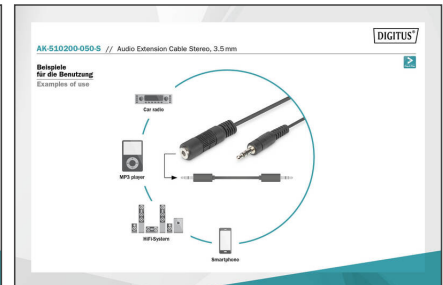 DIGITUS®
AK-510200-050-S // Audio Extension Cable Stereo, 3.5 mm
Beispiele
für die Benutzung
Examples of use
Car radio
MP3 player
HiFi-System
Smartphone